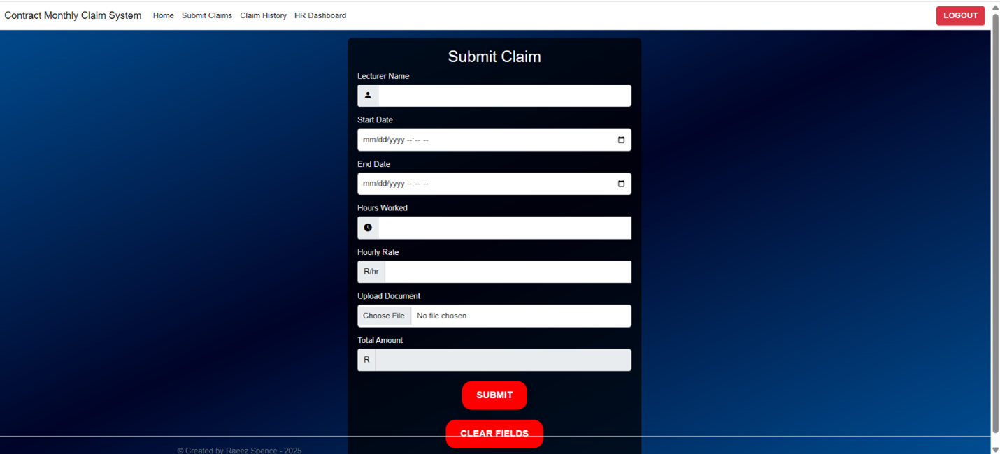 Contract Monthly Claim System Home Submit Claims Claim History HR Dashboard LOGOUT
Submit Claim
Lecturer Name
Start Date
mm/dd/yyyy --:-- --
End Date
mm/dd/yyyy --:-- --
Hours Worked
Hourly Rate
R/hr
Upload Document
Choose File No file chosen
Total Amount
R
SUBMIT
CLEAR FIELDS
© Created by Raeez Spence - 2025